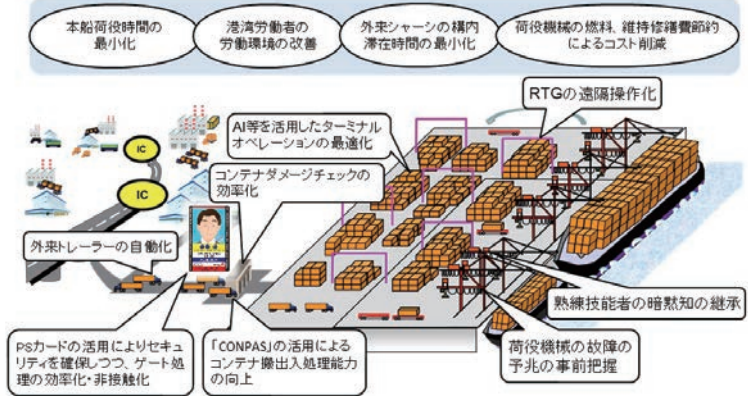 本船荷役時間の
最小化
港湾労働者の
労働環境の改善
外来シャーシの構内
滞在時間の最小化
荷役機械の燃料、維持修繕費節約
によるコスト削減
RTGの遠隔操作化
AI等を活用したターミナル
オペレーションの最適化
IC
IC
コンテナダメージチェックの
効率化
外来トレーラーの自働化
熟練技能者の暗黙知の継承
PSカードの活用によりセキュ
リティを確保しつつ、ゲート処
理の効率化・非接触化
「CONPAS」の活用による
コンテナ搬出入処理能力
の向上
荷役機械の故障の
予兆の事前把握